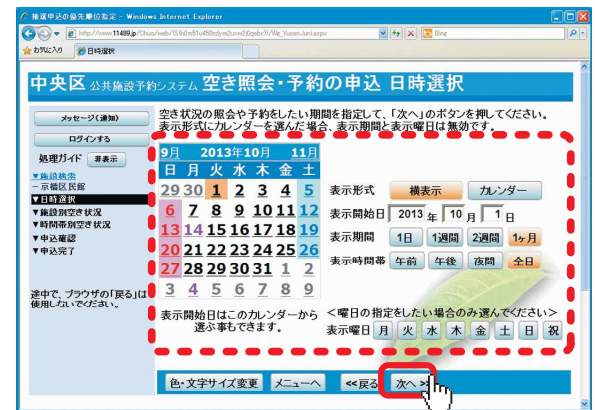 抽選申込の優先順位指定 - Windows Internet Explorer
Bing
お気に入り
日時選択
中央区 公共施設予約システム 空き照会・予約の申込 日時選択
メッセージ(通知)
ログインする
処理ガイド 非表示
▼施設検索
－京橋区民館
▼日時選択
▼施設別空き状況
▼時間帯別空き状況
▼申込確認
▼申込完了
途中で、ブラウザの「戻る」は
使用しないでください。
空き状況の照会や予約をしたい期間を指定して、「次へ」のボタンを押してください。
表示形式にカレンダーを選んだ場合、表示期間と表示曜日は無効です。
9月 2013年10月 11月
日 月 火 水 木 金 土
29 30 1 2 3 4 5
6 7 8 9 10 11 12
13 14 15 16 17 18 19
20 21 22 23 24 25 26
27 28 29 30 31 1 2
3 4 5 6 7 8 9
表示開始日はこのカレンダーから
選ぶ事もできます。
表示形式 横表示 カレンダー
表示開始日 2013 年 10 月 1 日
表示期間 1日 1週間 2週間 1ヶ月
表示時間帯 午前 午後 夜間 全日
＜曜日の指定をしたい場合のみ選んでください＞
表示曜日 月 火 水 木 金 土 日 祝
色・文字サイズ変更 メニューへ ≪戻る 次へ≫